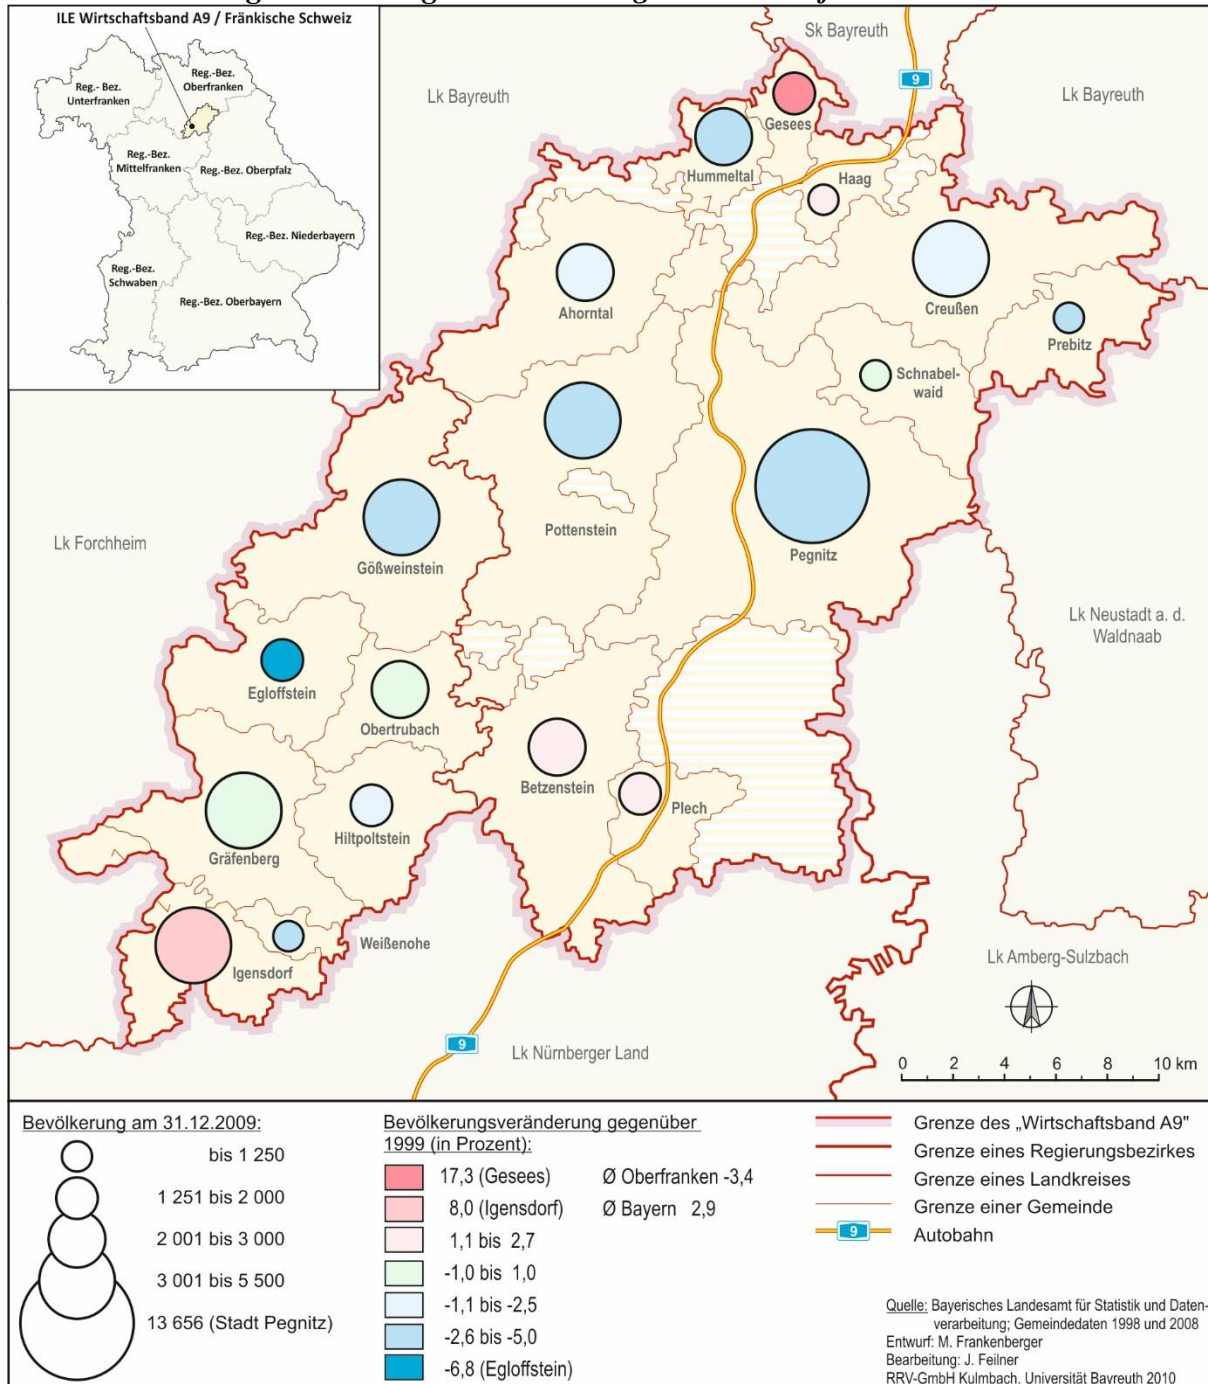 ILE Wirtschaftsband A9 / Fränkische Schweiz
Reg.- Bez.
Unterfranken
Reg.-Bez.
Oberfranken
Reg.-Bez.
Mittelfranken
Reg.-Bez. Oberpfalz
Reg.-Bez. Niederbayern
Reg.-Bez.
Schwaben
Reg.-Bez. Oberbayern
Sk Bayreuth
Lk Bayreuth
9
Lk Bayreuth
Gesees
Hummeltal
Haag
Ahorntal
Creußen
Prebitz
Schnabel-
waid
Pottenstein
Pegnitz
Gößweinstein
Lk Forchheim
Lk Neustadt a. d.
Waldnaab
Egloffstein
Obertrubach
Betzenstein
Plech
Hiltpoltstein
Gräfenberg
Weißenohe
Igensdorf
Lk Amberg-Sulzbach
9
Lk Nürnberger Land
0 2 4 6 8 10 km
Bevölkerung am 31.12.2009:
bis 1 250
1 251 bis 2 000
2 001 bis 3 000
3 001 bis 5 500
13 656 (Stadt Pegnitz)
Bevölkerungsveränderung gegenüber
1999 (in Prozent):
17,3 (Gesees) Ø Oberfranken -3,4
8,0 (Igensdorf) Ø Bayern 2,9
1,1 bis 2,7
-1,0 bis 1,0
-1,1 bis -2,5
-2,6 bis -5,0
-6,8 (Egloffstein)
Grenze des „Wirtschaftsband A9"
Grenze eines Regierungsbezirkes
Grenze eines Landkreises
Grenze einer Gemeinde
9 Autobahn
Quelle: Bayerisches Landesamt für Statistik und Daten-
verarbeitung; Gemeindedaten 1998 und 2008
Entwurf: M. Frankenberger
Bearbeitung: J. Feilner
RRV-GmbH Kulmbach, Universität Bayreuth 2010